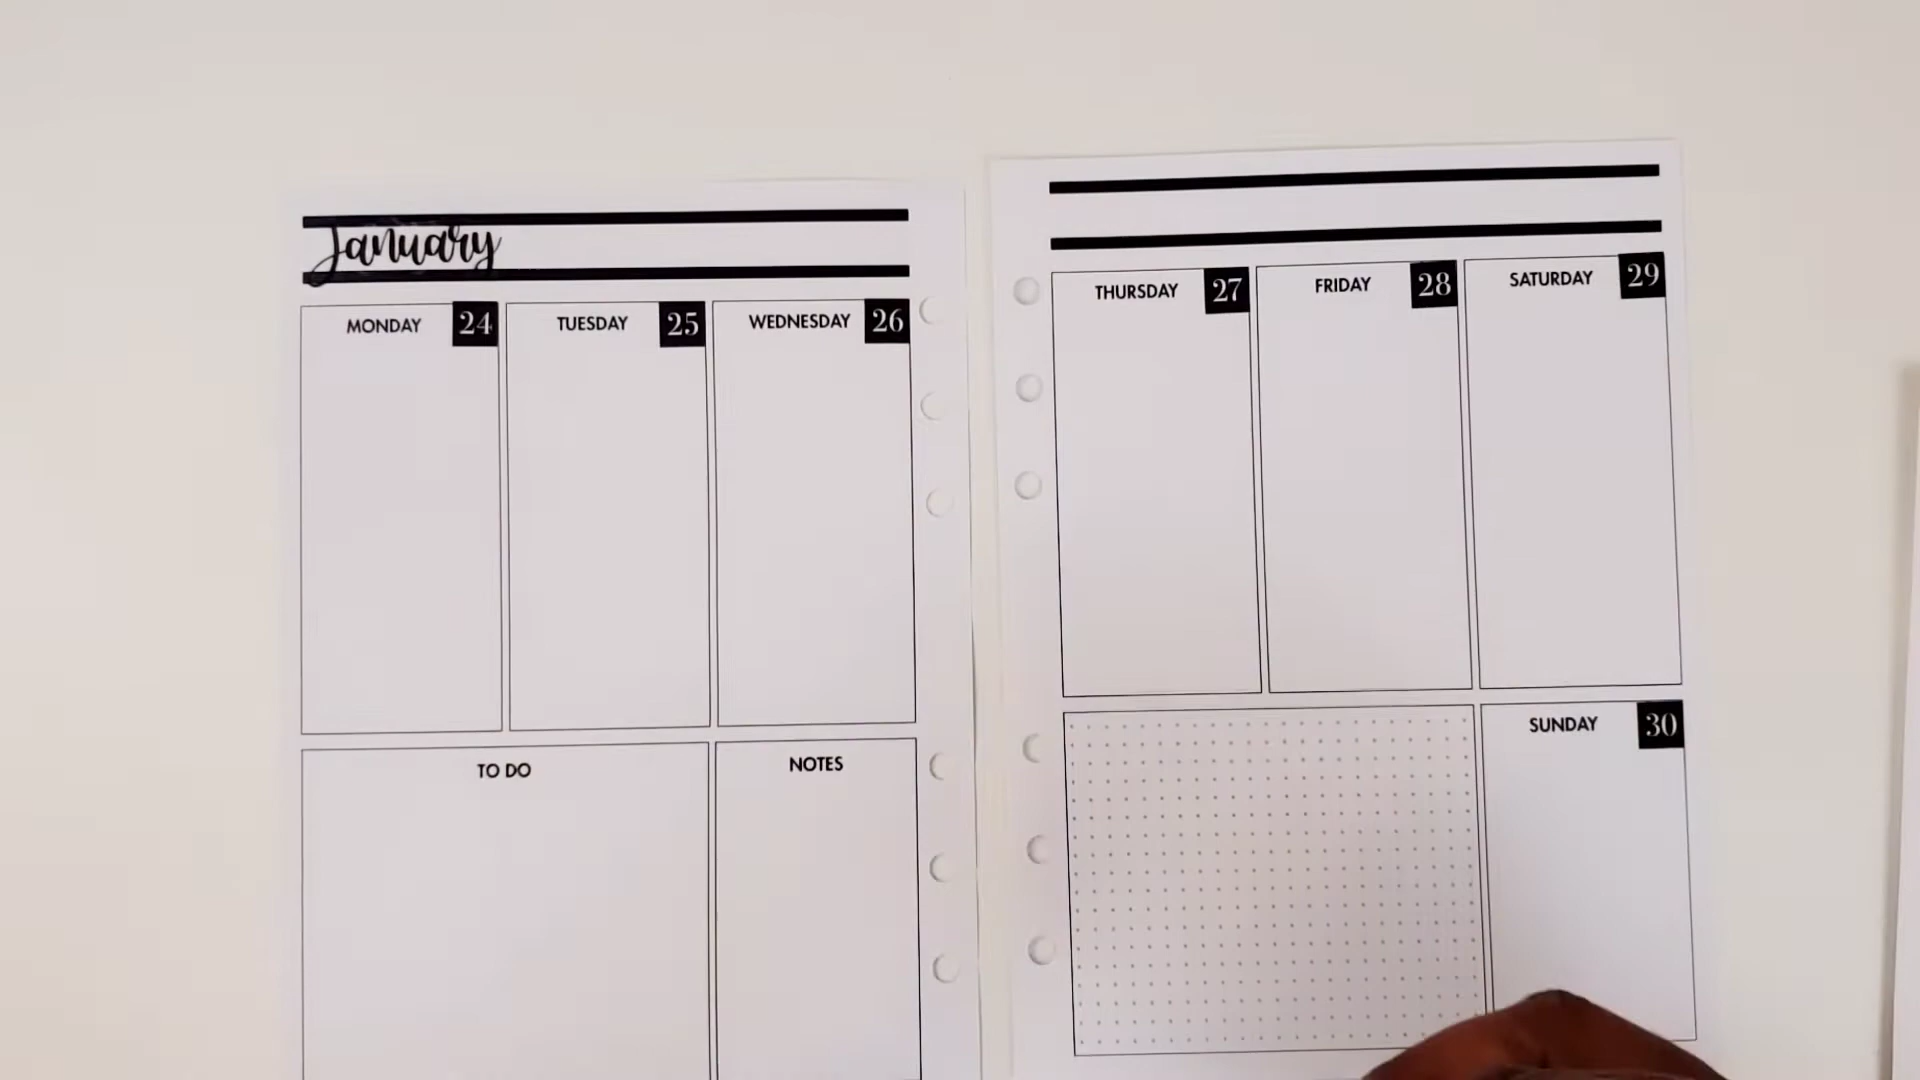 January
MONDAY 24
TUESDAY 25
WEDNESDAY 26
TO DO
NOTES
THURSDAY 27
FRIDAY 28
SATURDAY 29
SUNDAY 30